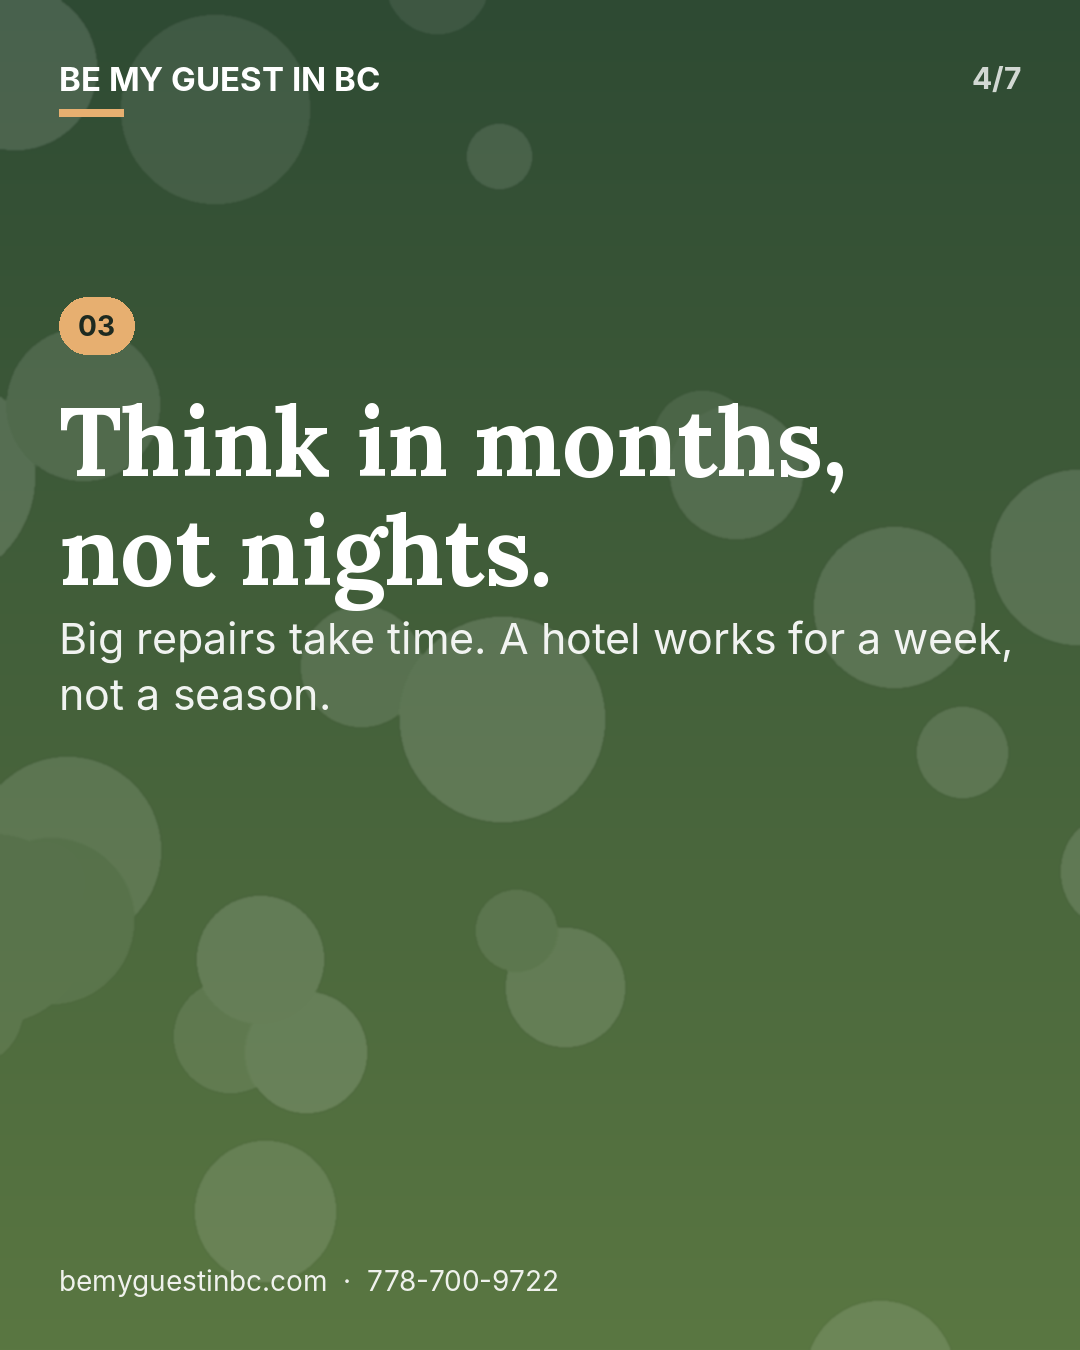 BE MY GUEST IN BC
4/7
03
Think in months,
not nights.
Big repairs take time. A hotel works for a week,
not a season.
bemyguestinbc.com · 778-700-9722